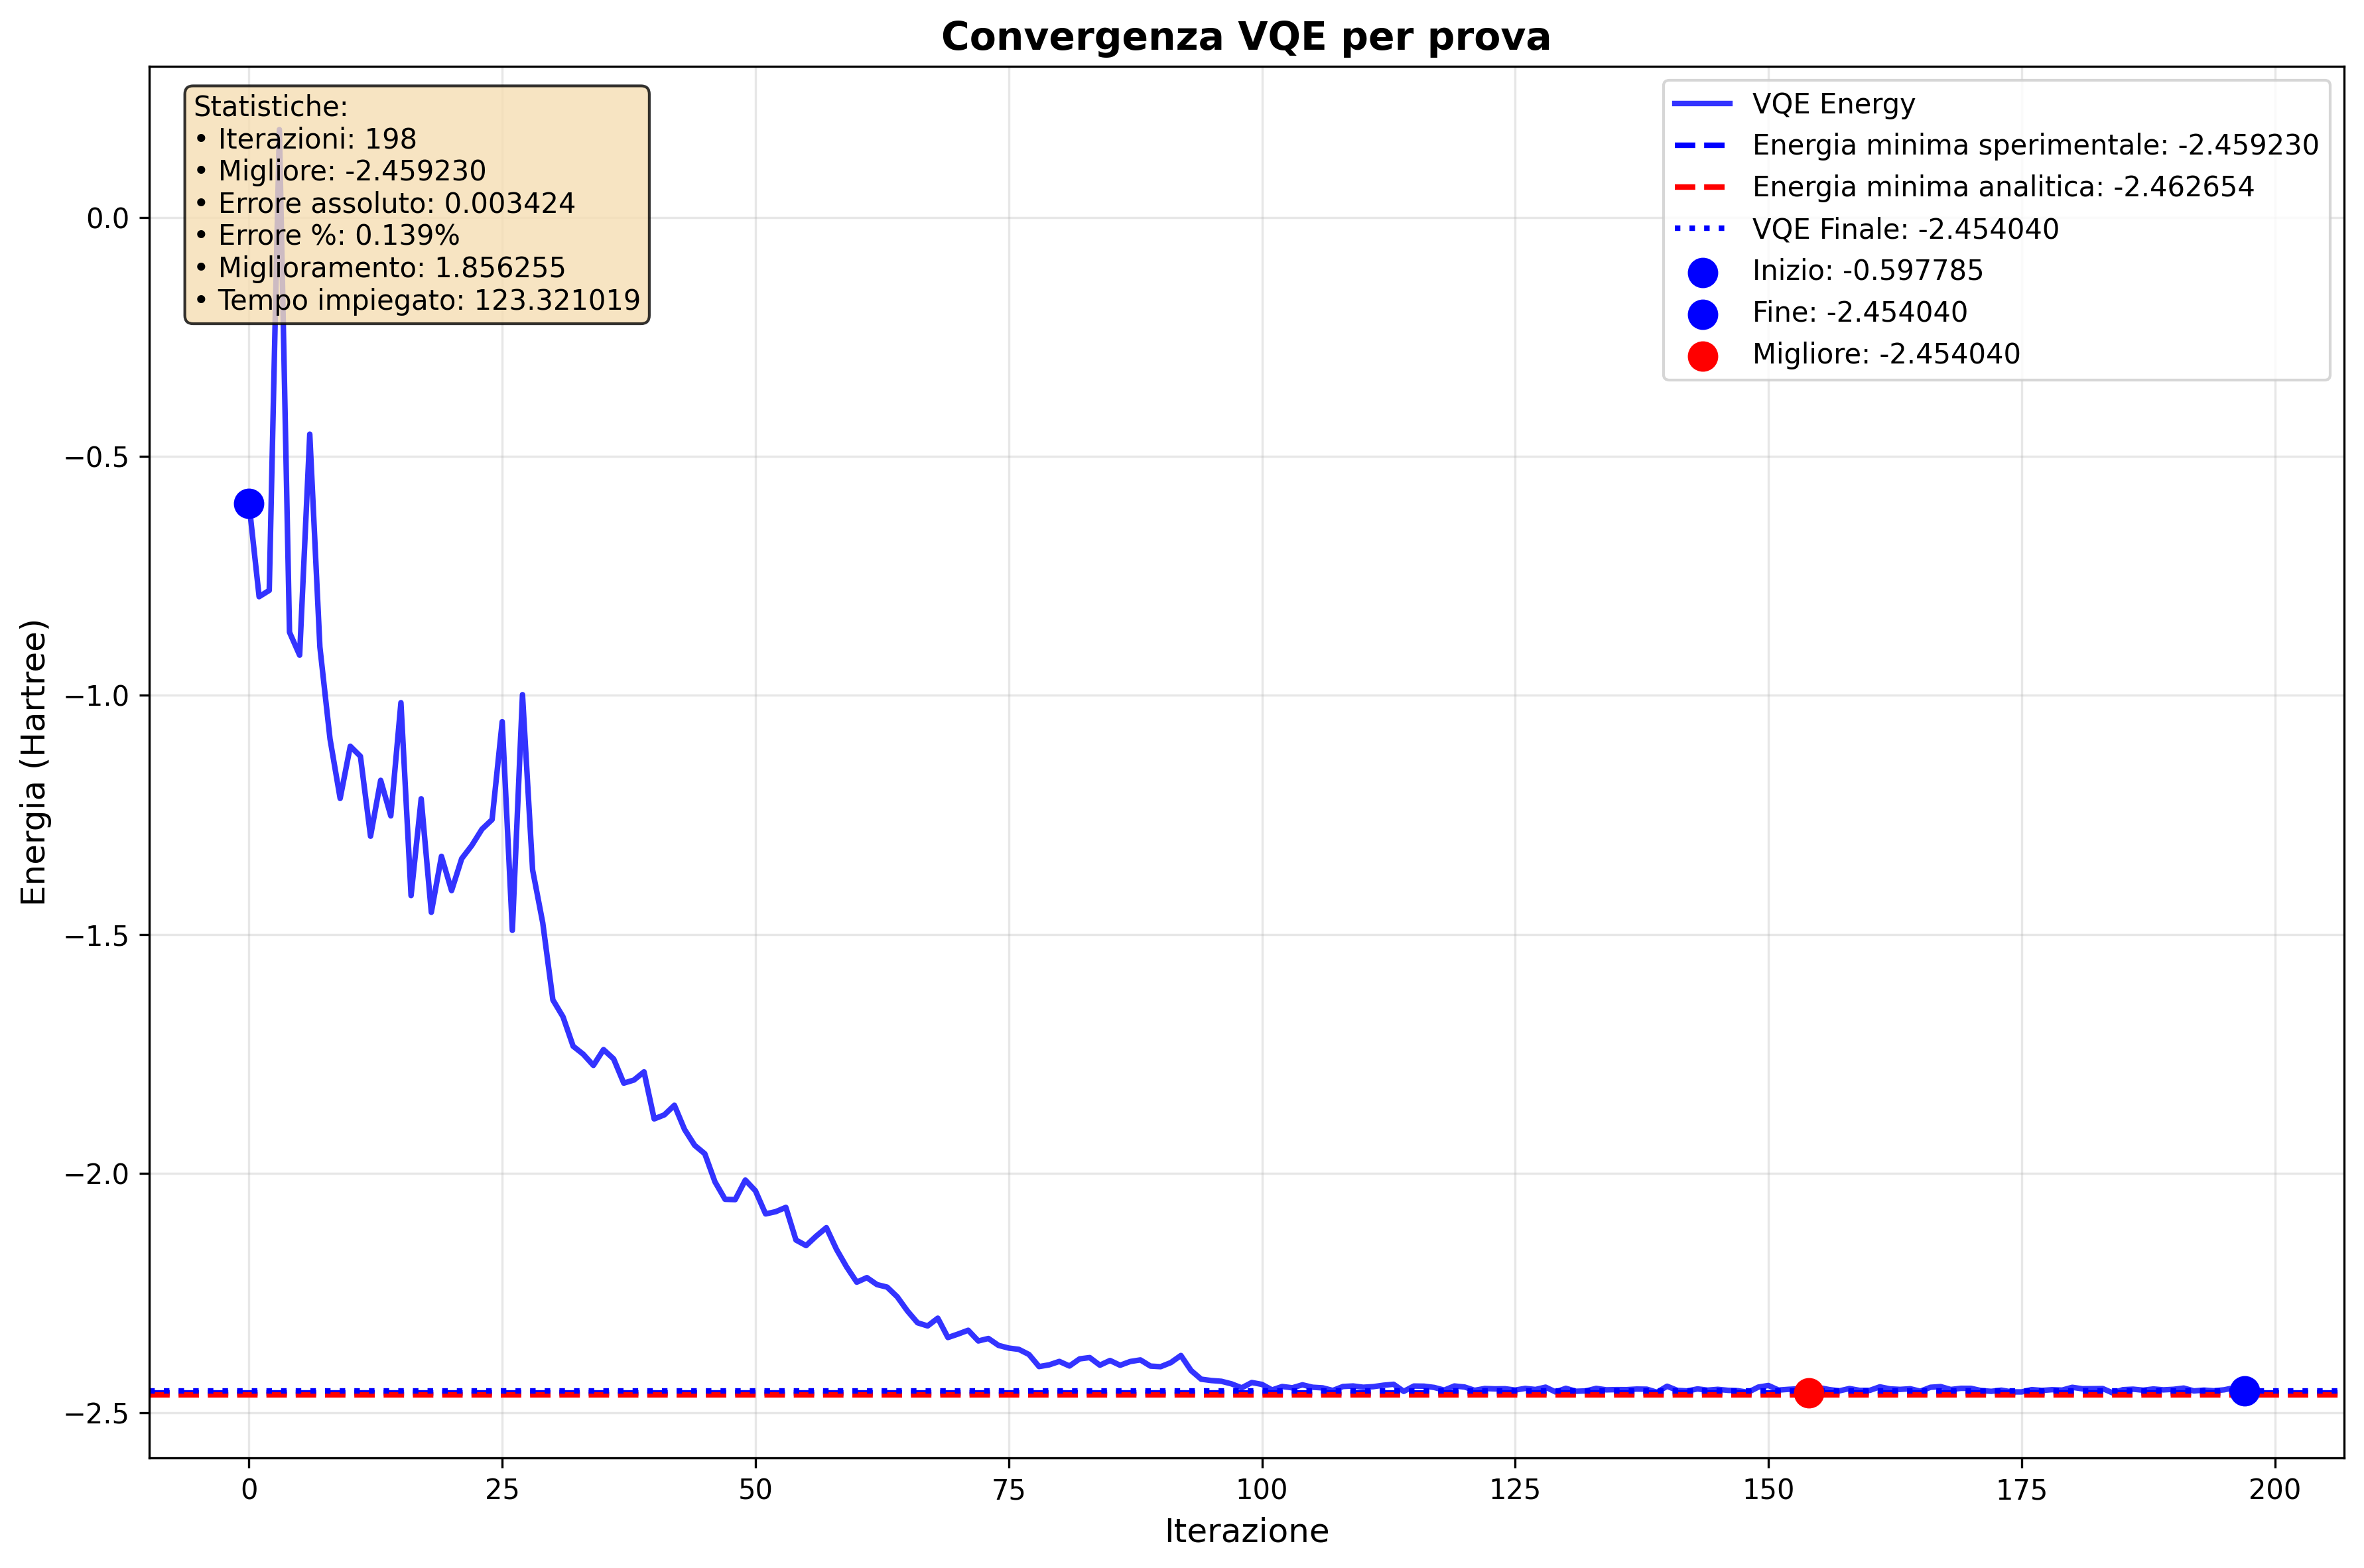 Convergenza VQE per prova
Statistiche:
• Iterazioni: 198
• Migliore: -2.459230
• Errore assoluto: 0.003424
• Errore %: 0.139%
• Miglioramento: 1.856255
• Tempo impiegato: 123.321019
VQE Energy
Energia minima sperimentale: -2.459230
Energia minima analitica: -2.462654
VQE Finale: -2.454040
Inizio: -0.597785
Fine: -2.454040
Migliore: -2.454040
Energia (Hartree)
0.0
−0.5
−1.0
−1.5
−2.0
−2.5
0
25
50
75
100
125
150
175
200
Iterazione